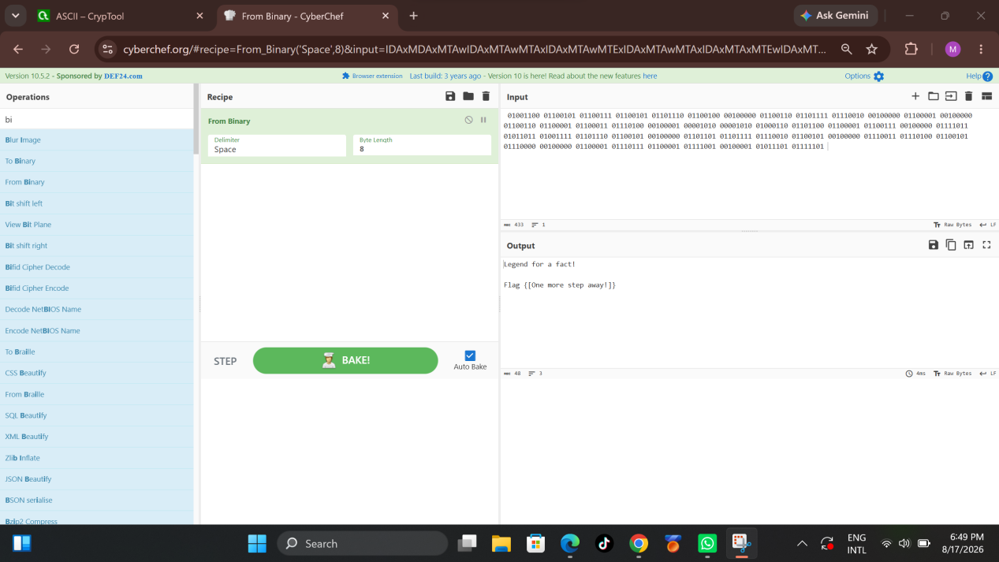 ASCII – CrypTool
From Binary - CyberChef
Ask Gemini
cyberchef.org/#recipe=From_Binary('Space',8)&input=IDAxMDAxMTAwIDAxMTAwMTAxIDAxMTAwMTExIDAxMTAwMTAxIDAxMTAxMTEwIDAxMT...
M
Version 10.5.2 - Sponsored by DEF24.com
Browser extension
Last build: 3 years ago - Version 10 is here! Read about the new features here
Options
Help
Operations
bi
Blur Image
To Binary
From Binary
Bit shift left
View Bit Plane
Bit shift right
Bifid Cipher Decode
Bifid Cipher Encode
Decode NetBIOS Name
Encode NetBIOS Name
To Braille
CSS Beautify
From Braille
SQL Beautify
XML Beautify
Zlib Inflate
JSON Beautify
BSON serialise
Bzip2 Compress
Recipe
From Binary
Delimiter
Space
Byte Length
8
STEP
BAKE!
Auto Bake
Input
01001100 01100101 01100111 01100101 01101110 01100100 00100000 01100110 01101111 01110010 00100000 01100001 00100000
01100110 01100001 01100011 01110100 00100001 00001010 00001010 01000110 01101100 01100001 01100111 00100000 01111011
01011011 01001111 01101110 01100101 00100000 01101101 01101111 01110010 01100101 00100000 01110011 01110100 01100101
01110000 00100000 01100001 01110111 01100001 01111001 00100001 01011101 01111101
433
1
Raw Bytes
LF
Output
Legend for a fact!
Flag {[One more step away!]}
48
3
4ms
Raw Bytes
LF
Search
ENG
INTL
6:49 PM
8/17/2026